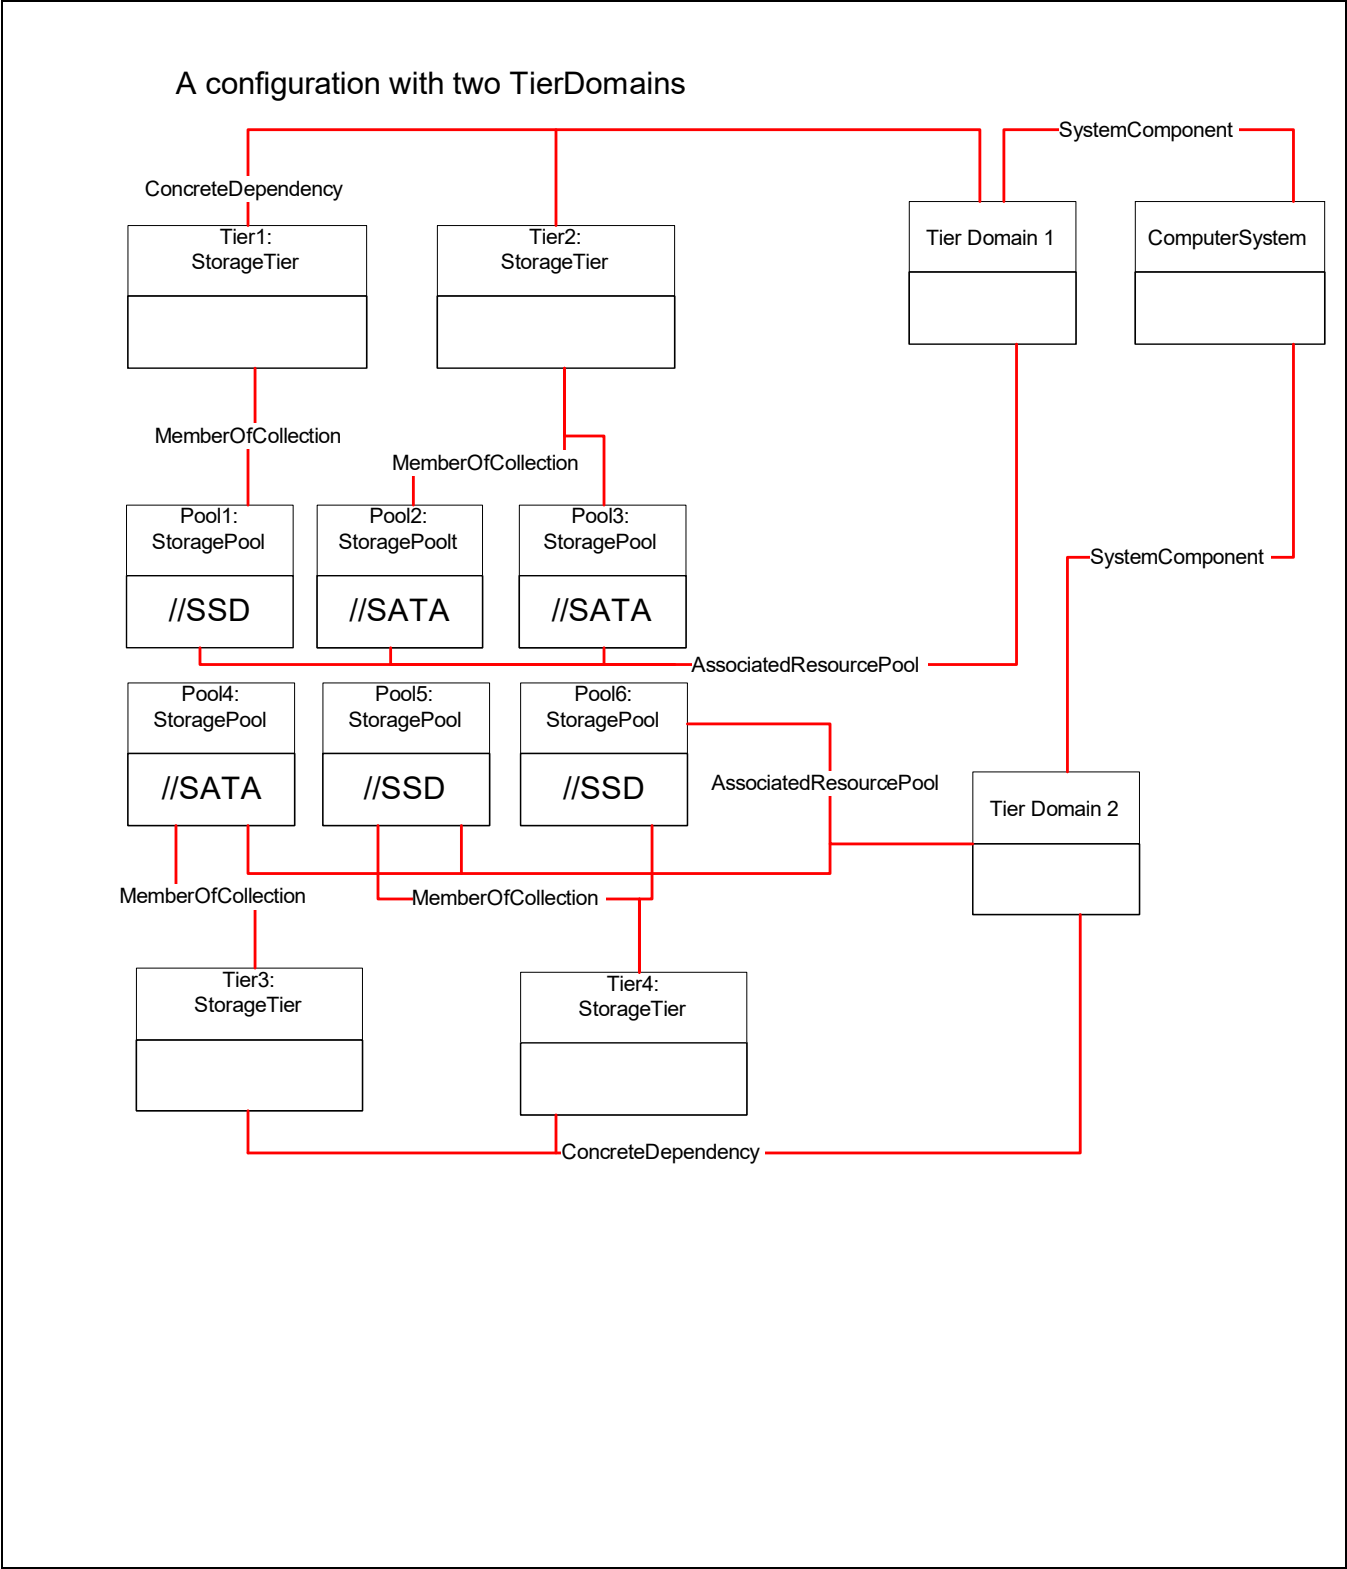 A configuration with two TierDomains
SystemComponent
ConcreteDependency
Tier1:
StorageTier
Tier2:
StorageTier
Tier Domain 1
ComputerSystem
MemberOfCollection
MemberOfCollection
Pool1:
StoragePool
//SSD
Pool2:
StoragePoolt
//SATA
Pool3:
StoragePool
//SATA
SystemComponent
AssociatedResourcePool
Pool4:
StoragePool
//SATA
Pool5:
StoragePool
//SSD
Pool6:
StoragePool
//SSD
AssociatedResourcePool
Tier Domain 2
MemberOfCollection
MemberOfCollection
Tier3:
StorageTier
Tier4:
StorageTier
ConcreteDependency